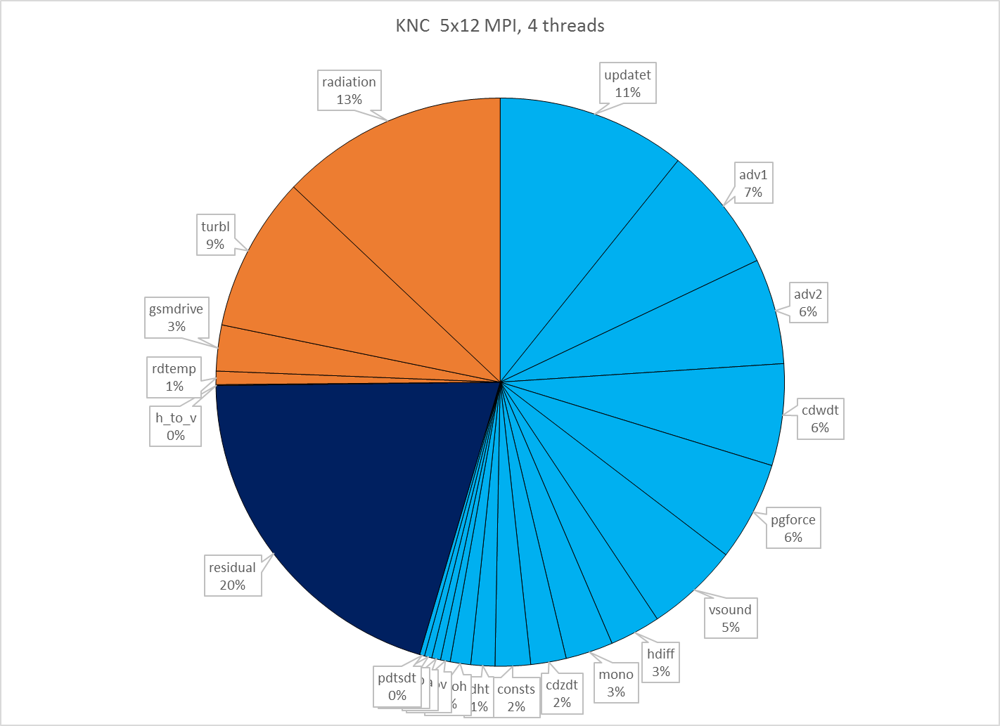 KNC 5x12 MPI, 4 threads
radiation
13%
updatet
11%
adv1
7%
turbl
9%
adv2
6%
gsmdrive
3%
rdtemp
1%
cdwdt
6%
h_to_v
0%
pgforce
6%
residual
20%
vsound
5%
hdiff
3%
mono
3%
cdzdt
2%
consts
2%
dht
1%
oh
%
pdtsdt
0%